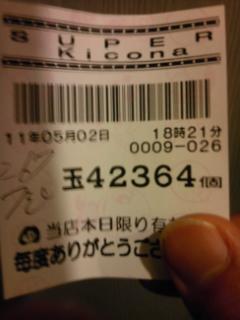 SUPER
Kicona
11年05月02日 18時21分
0009-026
玉42364個
当店本日限り有
毎度ありがとうござ